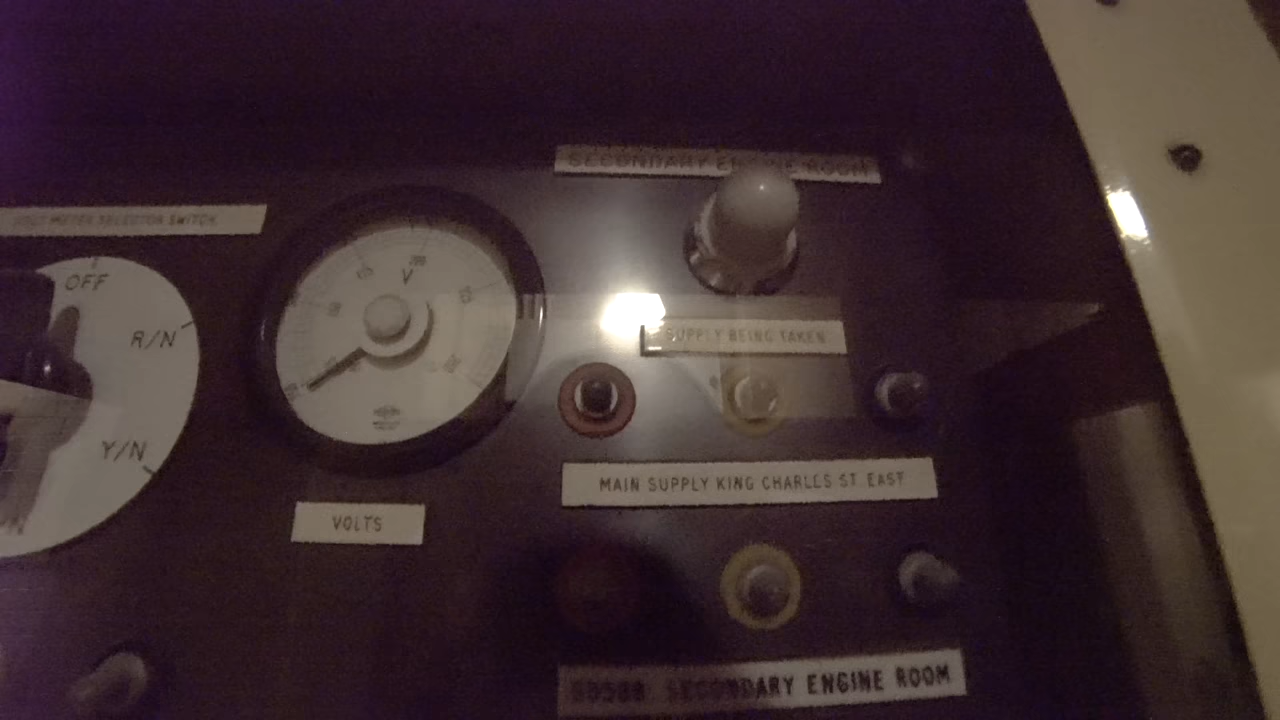 SECONDARY ENGINE ROOM
VOLT METER SELECTOR SWITCH
OFF
R/N
Y/N
V
SUPPLY BEING TAKEN
MAIN SUPPLY KING CHARLES ST. EAST
VOLTS
SECONDARY ENGINE ROOM